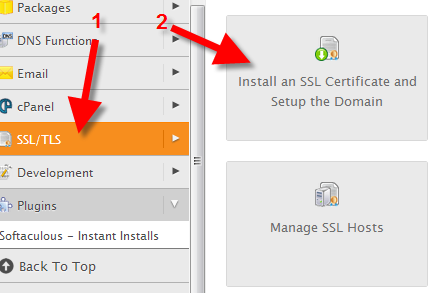 Packages
1
2
DNS Function
Email
Install an SSL Certificate and
Setup the Domain
cPanel
SSL/TLS
Development
Plugins
Manage SSL Hosts
Softaculous - Instant Installs
Back To Top